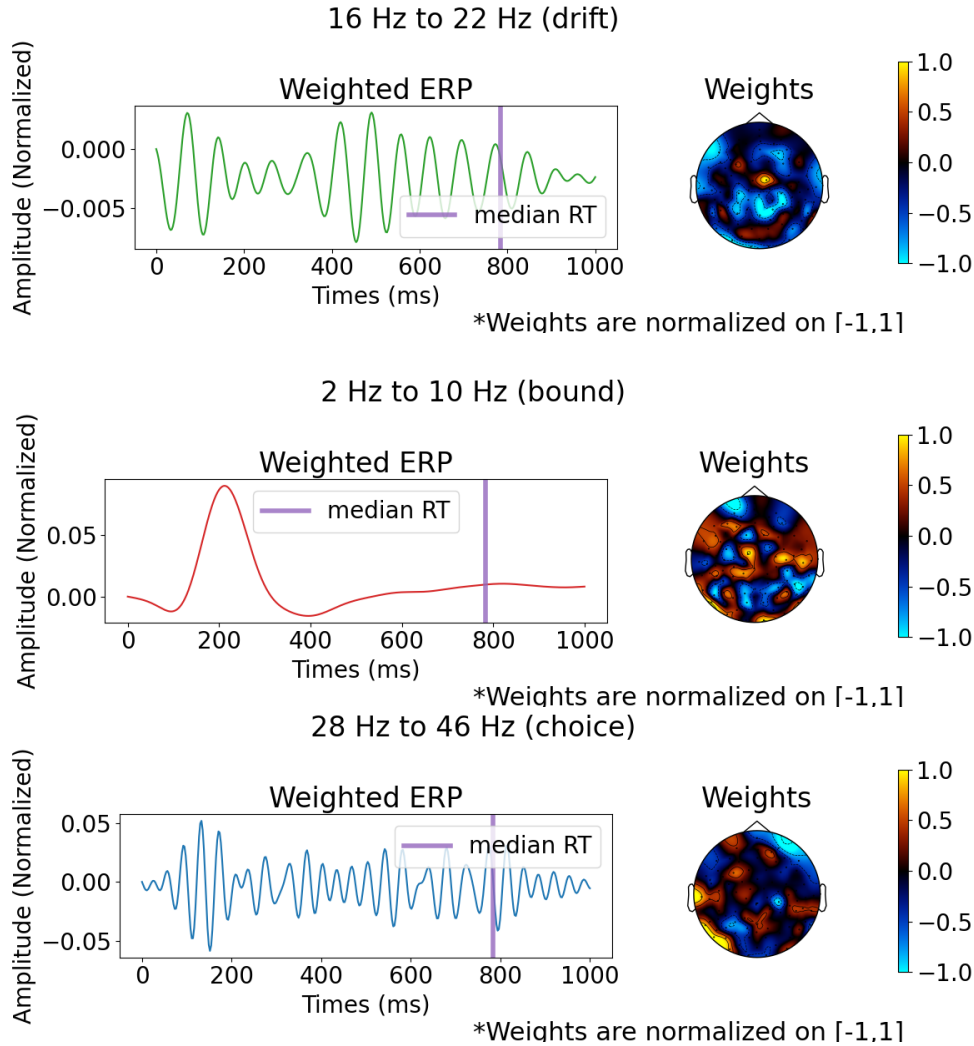 16 Hz to 22 Hz (drift)
Weighted ERP
Weights
Amplitude (Normalized)
0.000
−0.005
median RT
0 200 400 600 800 1000
Times (ms)
1.0
0.5
0.0
−0.5
−1.0
*Weights are normalized on [-1,1]
2 Hz to 10 Hz (bound)
Weighted ERP
Weights
Amplitude (Normalized)
0.05
0.00
median RT
0 200 400 600 800 1000
Times (ms)
1.0
0.5
0.0
−0.5
−1.0
*Weights are normalized on [-1,1]
28 Hz to 46 Hz (choice)
Weighted ERP
Weights
Amplitude (Normalized)
0.05
0.00
−0.05
median RT
0 200 400 600 800 1000
Times (ms)
1.0
0.5
0.0
−0.5
−1.0
*Weights are normalized on [-1,1]